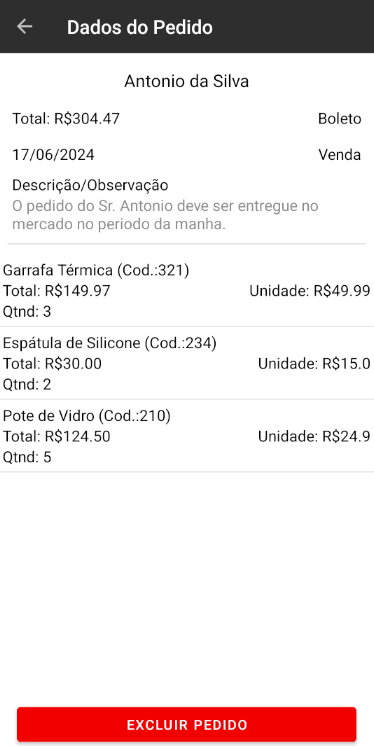 Dados do Pedido
Antonio da Silva
Total: R$304.47 Boleto
17/06/2024 Venda
Descrição/Observação
O pedido do Sr. Antonio deve ser entregue no
mercado no periodo da manha.
Garrafa Térmica (Cod.:321)
Total: R$149.97 Unidade: R$49.99
Qtnd: 3
Espátula de Silicone (Cod.:234)
Total: R$30.00 Unidade: R$15.0
Qtnd: 2
Pote de Vidro (Cod.:210)
Total: R$124.50 Unidade: R$24.9
Qtnd: 5
EXCLUIR PEDIDO